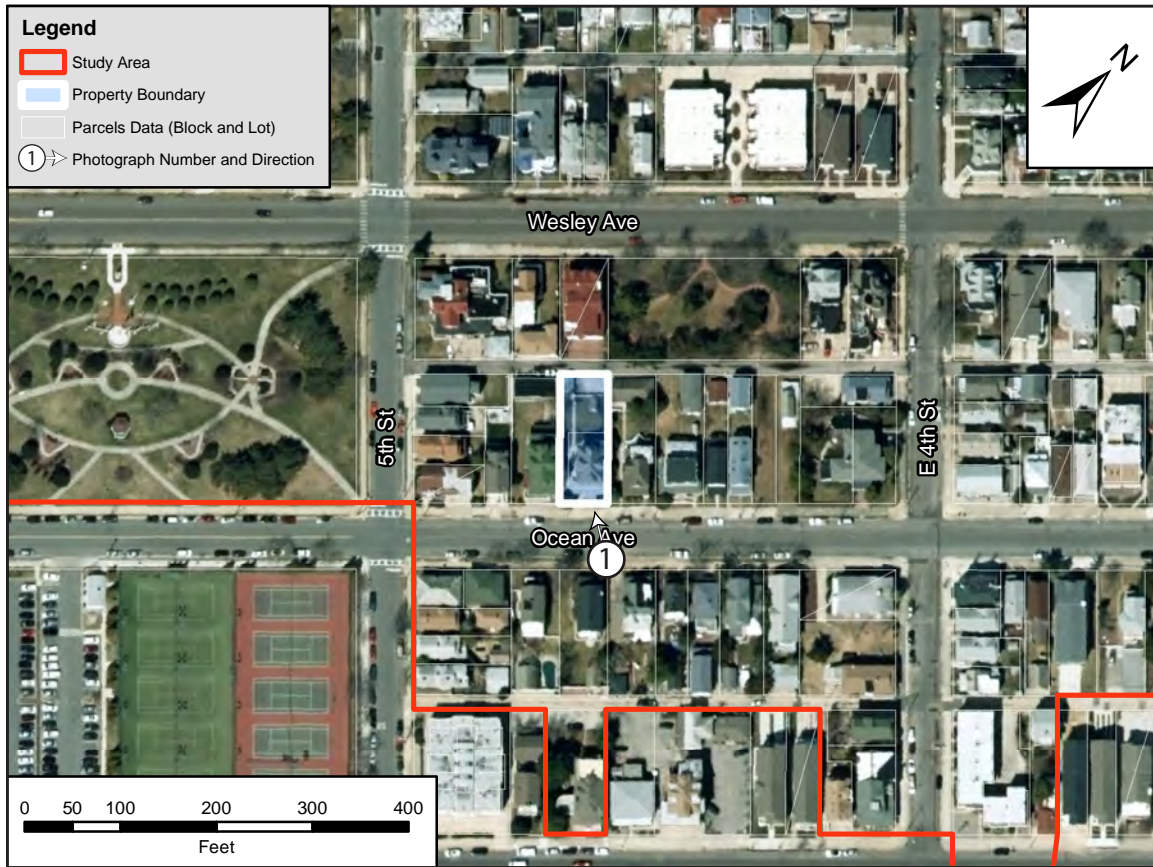 Legend
Study Area
Property Boundary
Parcels Data (Block and Lot)
1 Photograph Number and Direction
N
Wesley Ave
5th St
E 4th St
Ocean Ave
1
0 50 100 200 300 400
Feet